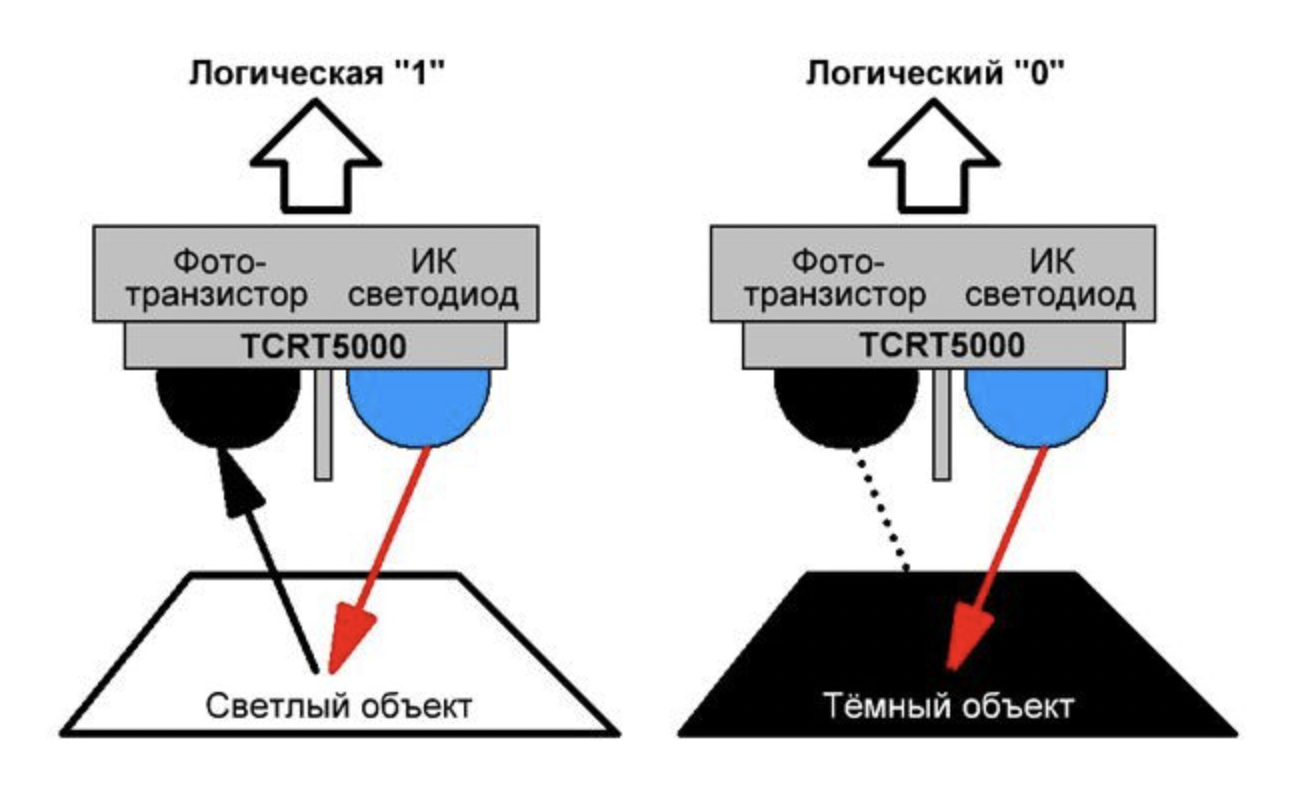 Логическая "1"
Фото-
транзистор
ИК
светодиод
TCRT5000
Светлый объект
Логический "0"
Фото-
транзистор
ИК
светодиод
TCRT5000
Тёмный объект